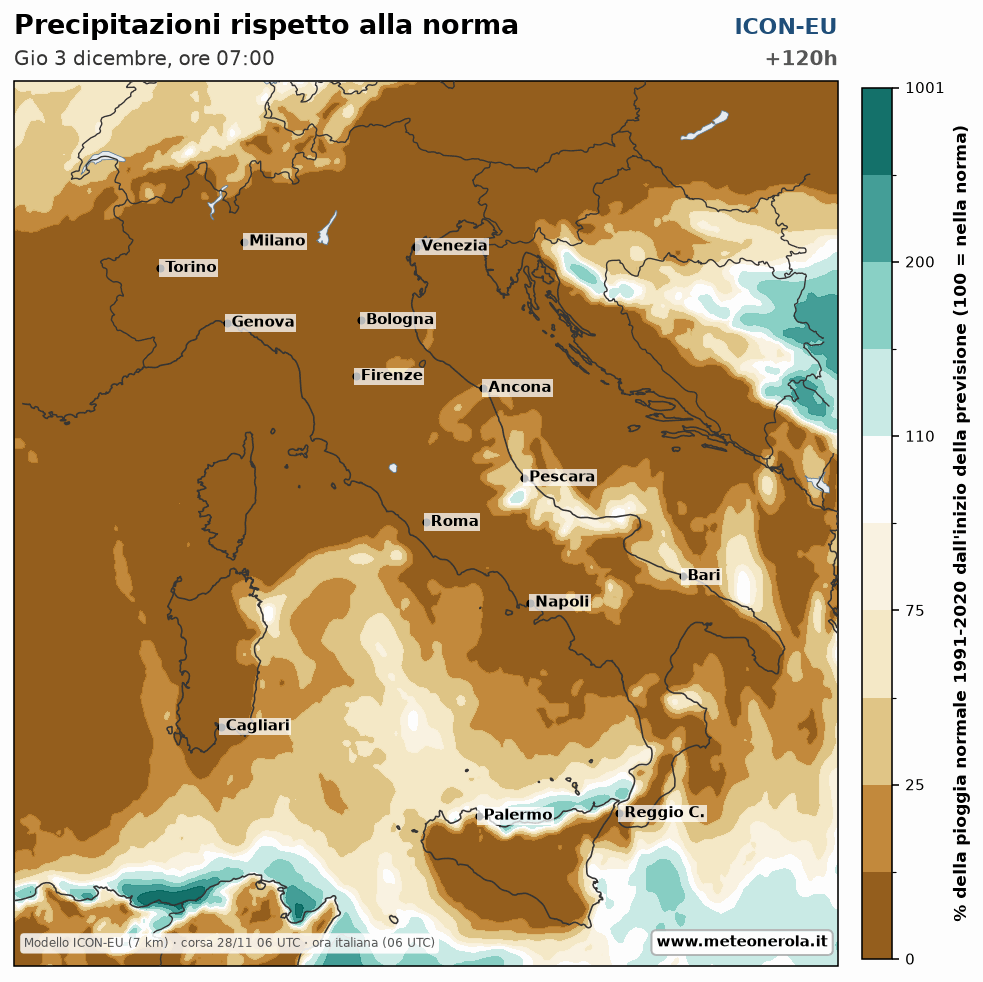 Precipitazioni rispetto alla norma
ICON-EU
Gio 3 dicembre, ore 07:00
+120h
Milano
Venezia
Torino
Genova
Bologna
Firenze
Ancona
Pescara
Roma
Bari
Napoli
Cagliari
Palermo
Reggio C.
1001
200
110
75
25
0
% della pioggia normale 1991-2020 dall'inizio della previsione (100 = nella norma)
Modello ICON-EU (7 km) · corsa 28/11 06 UTC · ora italiana (06 UTC)
www.meteonerola.it